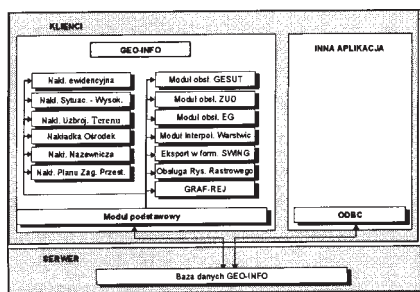 KLIENCI
GEO-INFO
Nakł. ewidencyjna
Nakł. Sytuac. - Wysok.
Nakł. Uzbroj. Terenu
Nakładka Ośrodek
Nakł. Nazewnicza
Nakł. Planu Zag. Przest.
Moduł obsł. GESUT
Moduł obsł. ZUD
Moduł obsł. EG
Moduł Interpol. Warstwic
Eksport w form. SWING
Obsługa Rys. Rastrowego
GRAF-REJ
Moduł podstawowy
INNA APLIKACJA
ODBC
SERWER
Baza danych GEO-INFO